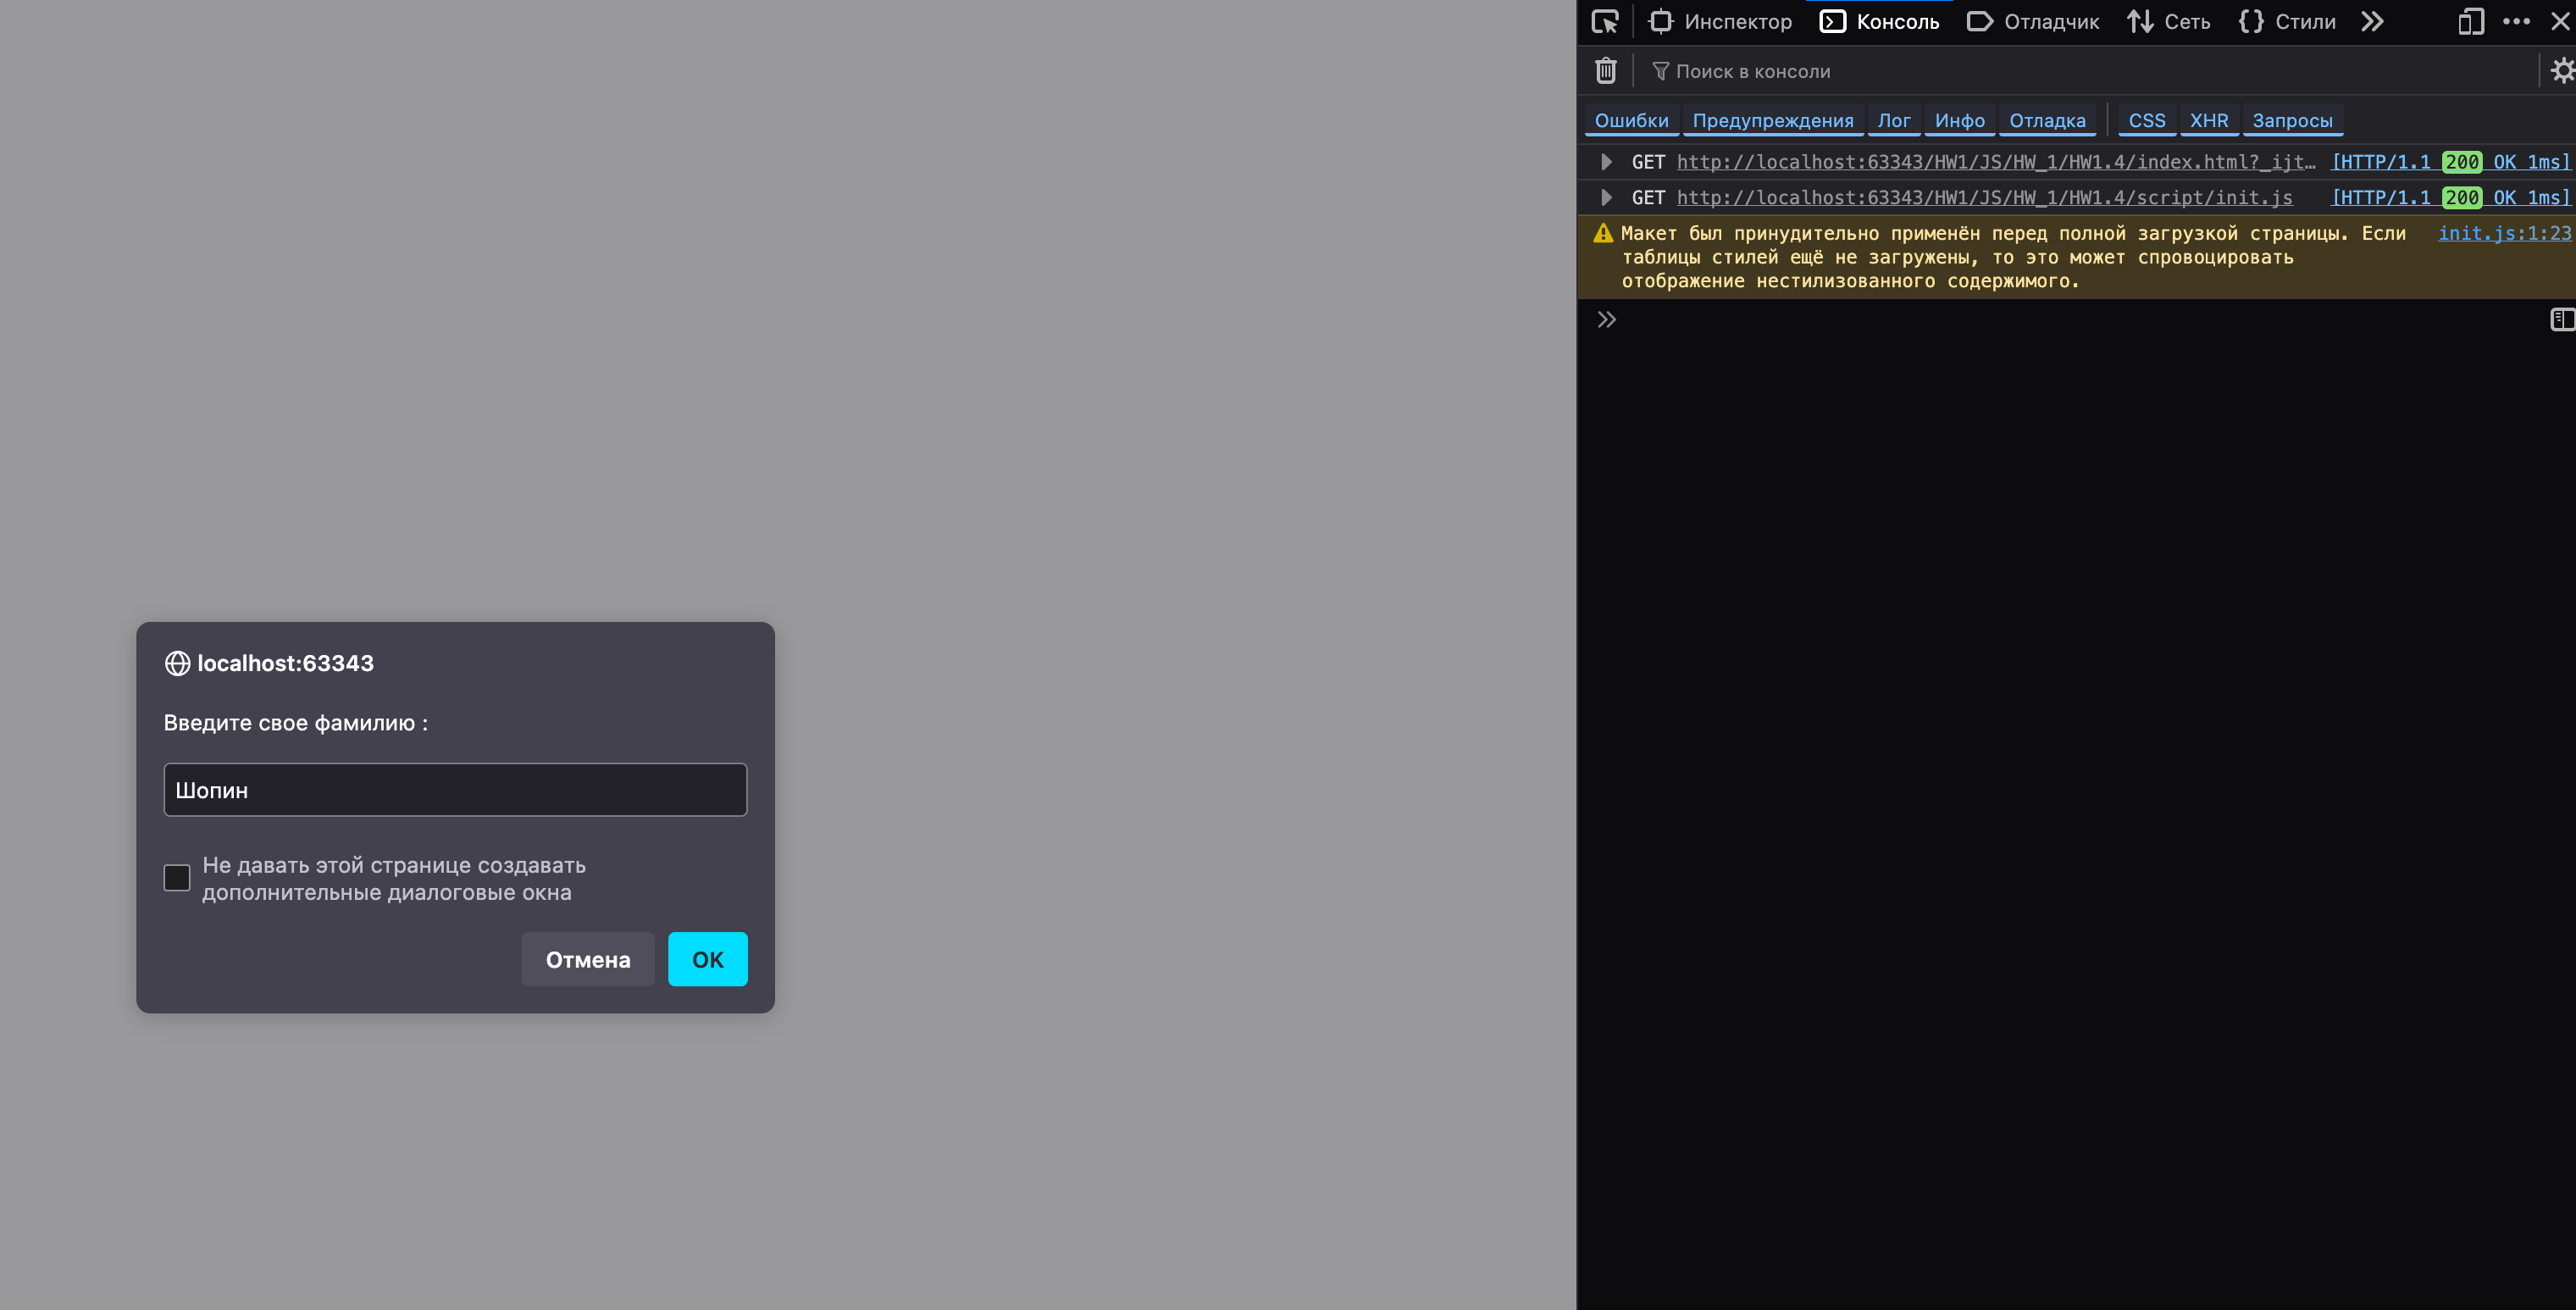 Инспектор Консоль Отладчик Сеть Стили
Поиск в консоли
Ошибки Предупреждения Лог Инфо Отладка CSS XHR Запросы
GET http://localhost:63343/HW1/JS/HW_1/HW1.4/index.html?_ijt… [HTTP/1.1 200 OK 1ms]
GET http://localhost:63343/HW1/JS/HW_1/HW1.4/script/init.js [HTTP/1.1 200 OK 1ms]
Макет был принудительно применён перед полной загрузкой страницы. Если init.js:1:23
таблицы стилей ещё не загружены, то это может спровоцировать
отображение нестилизованного содержимого.
localhost:63343
Введите свое фамилию :
Шопин
Не давать этой странице создавать
дополнительные диалоговые окна
Отмена OK